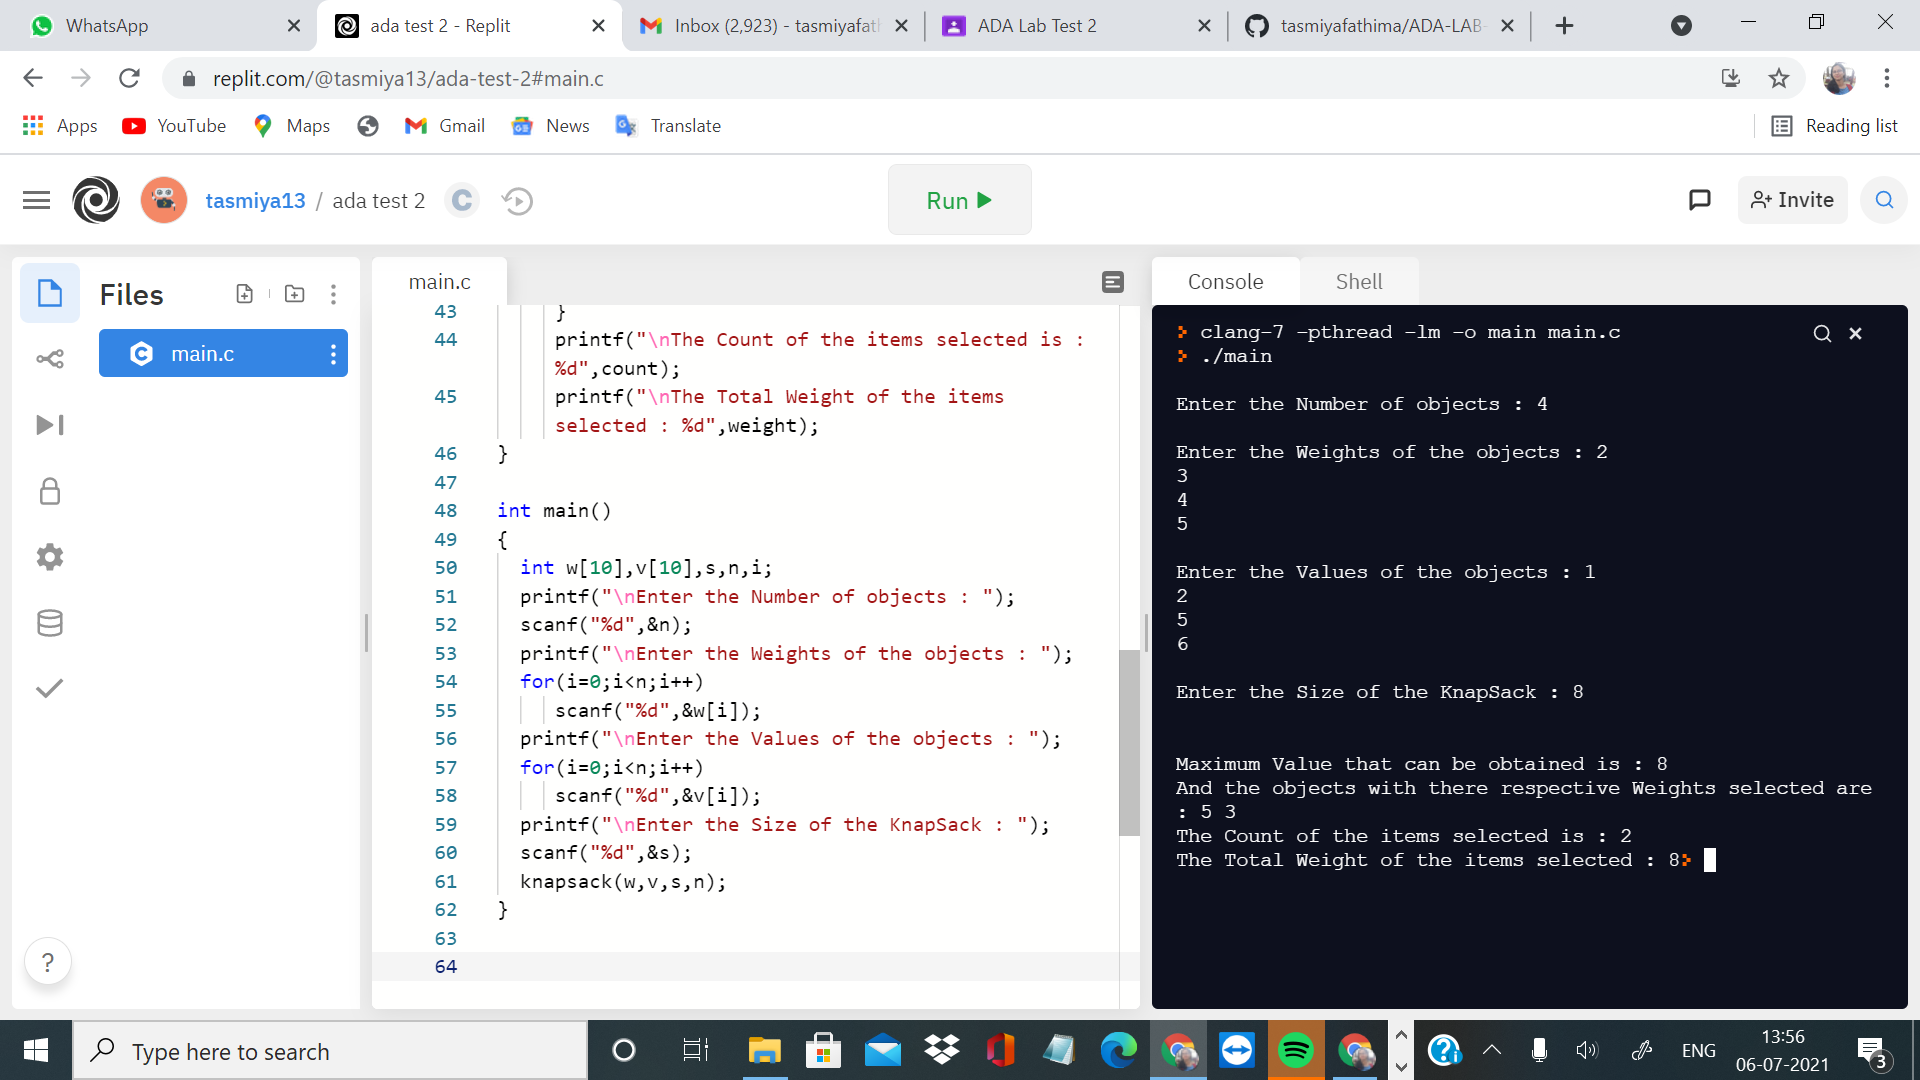 WhatsApp
ada test 2 - Replit
Inbox (2,923) - tasmiyafath
ADA Lab Test 2
tasmiyafathima/ADA-LAB-
replit.com/@tasmiya13/ada-test-2#main.c
Apps
YouTube
Maps
Gmail
News
Translate
Reading list
tasmiya13 / ada test 2
C
Run
Invite
Files
main.c
main.c
43 }
44 printf("\nThe Count of the items selected is :
%d",count);
45 printf("\nThe Total Weight of the items
selected : %d",weight);
46 }
47
48 int main()
49 {
50 int w[10],v[10],s,n,i;
51 printf("\nEnter the Number of objects : ");
52 scanf("%d",&n);
53 printf("\nEnter the Weights of the objects : ");
54 for(i=0;i<n;i++)
55 scanf("%d",&w[i]);
56 printf("\nEnter the Values of the objects : ");
57 for(i=0;i<n;i++)
58 scanf("%d",&v[i]);
59 printf("\nEnter the Size of the KnapSack : ");
60 scanf("%d",&s);
61 knapsack(w,v,s,n);
62 }
63
64
?
Console
Shell
clang-7 -pthread -lm -o main main.c
./main
Enter the Number of objects : 4
Enter the Weights of the objects : 2
3
4
5
Enter the Values of the objects : 1
2
5
6
Enter the Size of the KnapSack : 8
Maximum Value that can be obtained is : 8
And the objects with there respective Weights selected are
: 5 3
The Count of the items selected is : 2
The Total Weight of the items selected : 8
Type here to search
ENG
13:56
06-07-2021
3